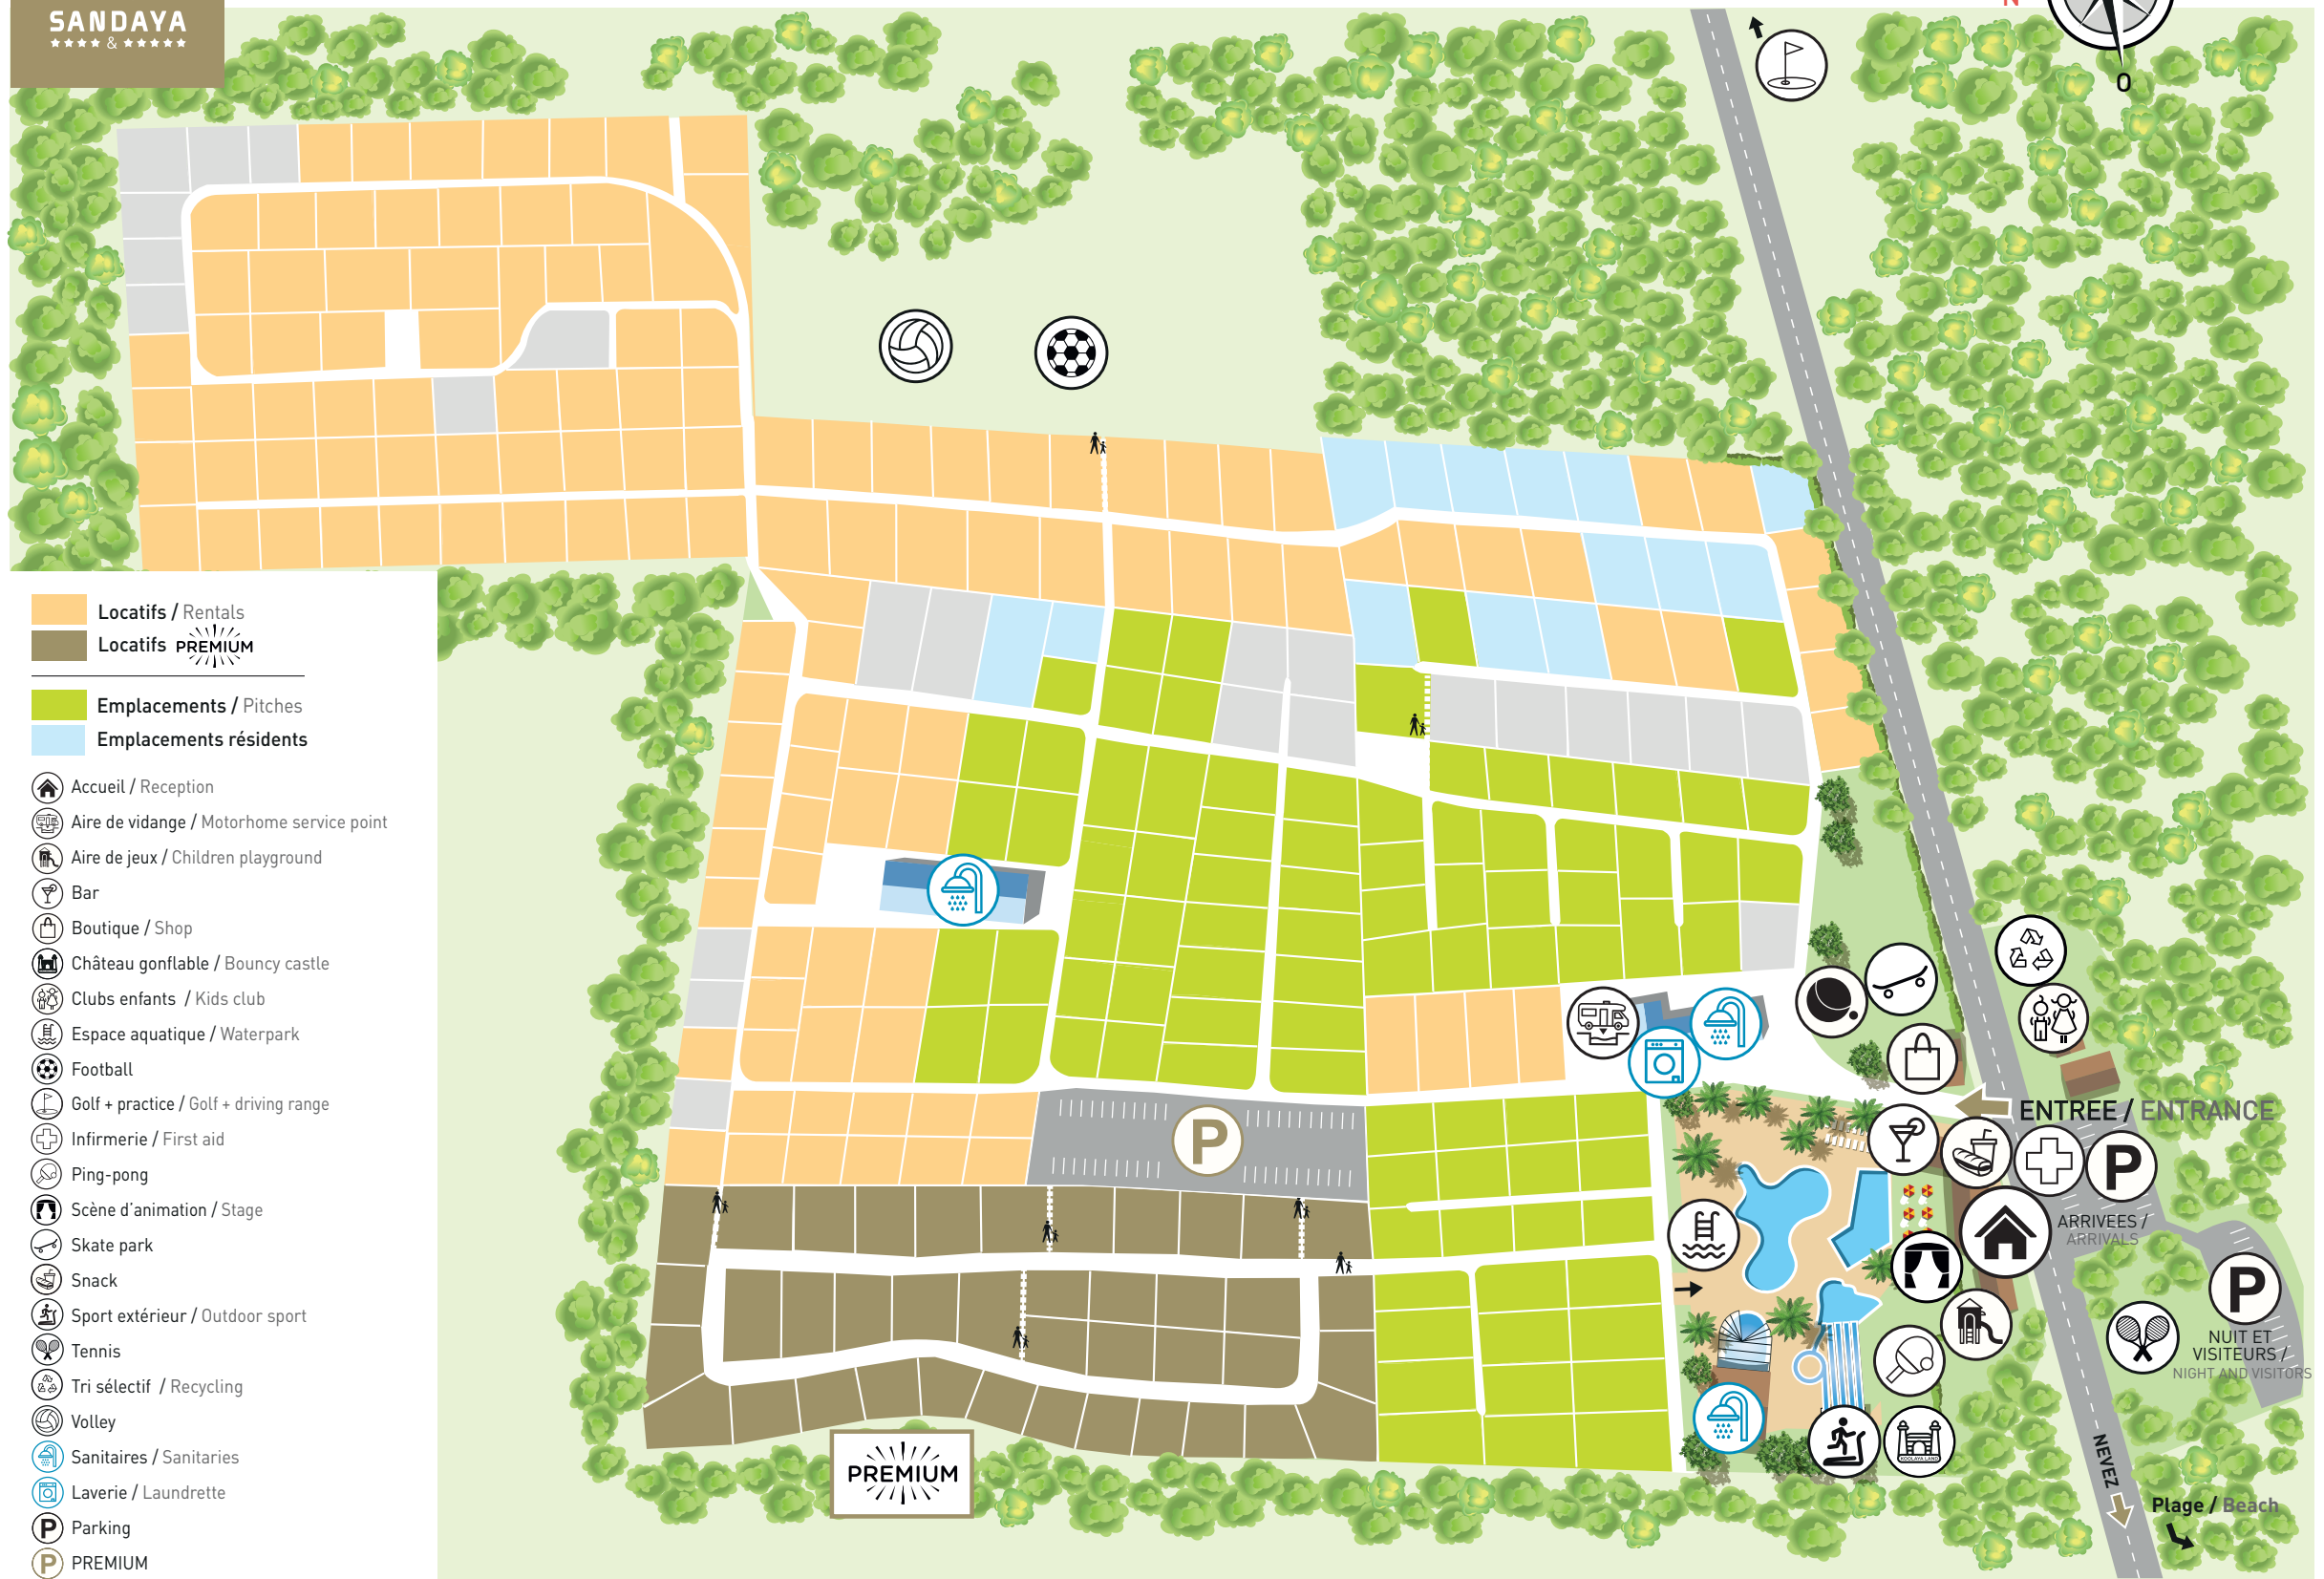 SANDAYA
&
N
O
Locatifs / Rentals
Locatifs PREMIUM
Emplacements / Pitches
Emplacements résidents
Accueil / Reception
Aire de vidange / Motorhome service point
Aire de jeux / Children playground
Bar
Boutique / Shop
Château gonflable / Bouncy castle
Clubs enfants / Kids club
Espace aquatique / Waterpark
Football
Golf + practice / Golf + driving range
Infirmerie / First aid
Ping-pong
Scène d'animation / Stage
Skate park
Snack
Sport extérieur / Outdoor sport
Tennis
Tri sélectif / Recycling
Volley
Sanitaires / Sanitaries
Laverie / Laundrette
P Parking
P PREMIUM
P
PREMIUM
ENTREE / ENTRANCE
P
ARRIVEES /
ARRIVALS
P
NUIT ET
VISITEURS /
NIGHT AND VISITORS
KOOLAYA LAND
NEVEZ
Plage / Beach